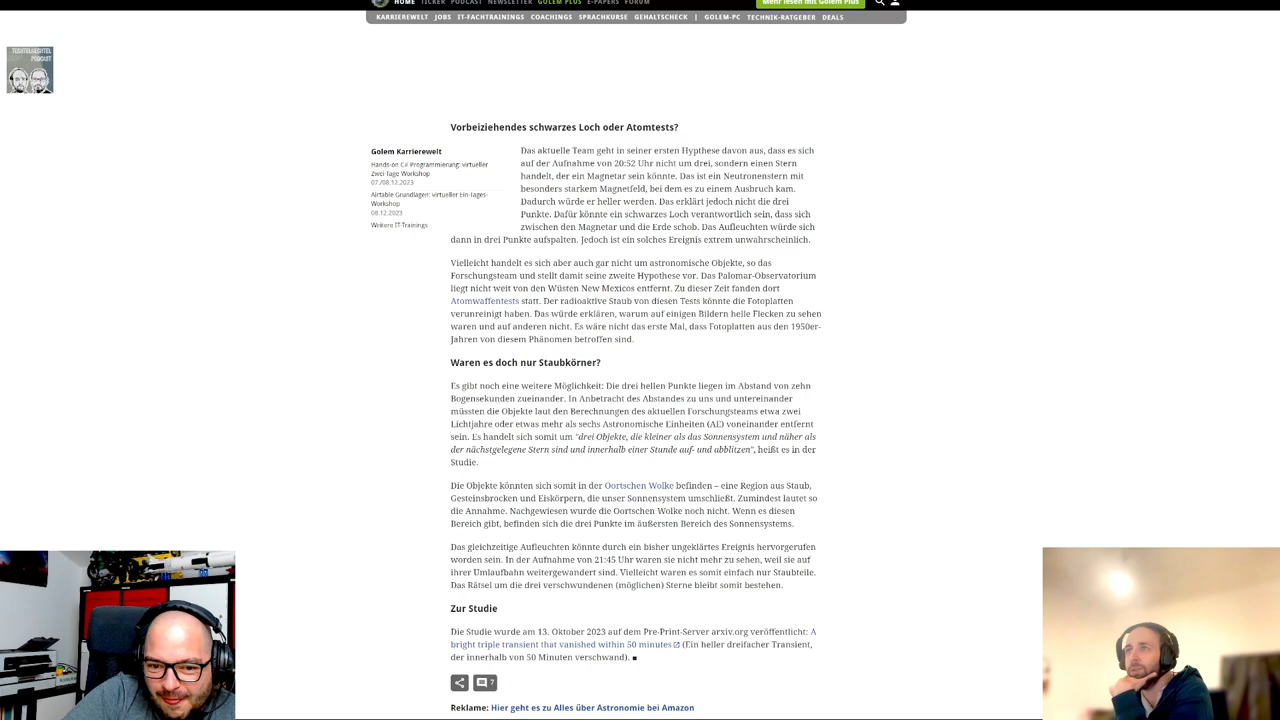 HOME TICKER PODCAST NEWSLETTER GOLEM PLUS E-PAPERS FORUM
Mehr lesen mit Golem Plus
KARRIEREWELT JOBS IT-FACHTRAININGS COACHINGS SPRACHKURSE GEHALTSCHECK | GOLEM-PC TECHNIK-RATGEBER DEALS
TECHTELMECHTEL
PODCAST
Vorbeiziehendes schwarzes Loch oder Atomtests?
Golem Karrierewelt
Hands-on C# Programmierung: virtueller
Zwei-Tage Workshop
07./08.12.2023
Airtable Grundlagen: virtueller Ein-Tages-
Workshop
08.12.2023
Weitere IT-Trainings
Das aktuelle Team geht in seiner ersten Hypthese davon aus, dass es sich
auf der Aufnahme von 20:52 Uhr nicht um drei, sondern einen Stern
handelt, der ein Magnetar sein könnte. Das ist ein Neutronenstern mit
besonders starkem Magnetfeld, bei dem es zu einem Ausbruch kam.
Dadurch würde er heller werden. Das erklärt jedoch nicht die drei
Punkte. Dafür könnte ein schwarzes Loch verantwortlich sein, dass sich
zwischen den Magnetar und die Erde schob. Das Aufleuchten würde sich
dann in drei Punkte aufspalten. Jedoch ist ein solches Ereignis extrem unwahrscheinlich.
Vielleicht handelt es sich aber auch gar nicht um astronomische Objekte, so das
Forschungsteam und stellt damit seine zweite Hypothese vor. Das Palomar-Observatorium
liegt nicht weit von den Wüsten New Mexicos entfernt. Zu dieser Zeit fanden dort
Atomwaffentests statt. Der radioaktive Staub von diesen Tests könnte die Fotoplatten
verunreinigt haben. Das würde erklären, warum auf einigen Bildern helle Flecken zu sehen
waren und auf anderen nicht. Es wäre nicht das erste Mal, dass Fotoplatten aus den 1950er-
Jahren von diesem Phänomen betroffen sind.
Waren es doch nur Staubkörner?
Es gibt noch eine weitere Möglichkeit: Die drei hellen Punkte liegen im Abstand von zehn
Bogensekunden zueinander. In Anbetracht des Abstandes zu uns und untereinander
müssten die Objekte laut den Berechnungen des aktuellen Forschungsteams etwa zwei
Lichtjahre oder etwas mehr als sechs Astronomische Einheiten (AE) voneinander entfernt
sein. Es handelt sich somit um "drei Objekte, die kleiner als das Sonnensystem und näher als
der nächstgelegene Stern sind und innerhalb einer Stunde auf- und abblitzen", heißt es in der
Studie.
Die Objekte könnten sich somit in der Oortschen Wolke befinden – eine Region aus Staub,
Gesteinsbrocken und Eiskörpern, die unser Sonnensystem umschließt. Zumindest lautet so
die Annahme. Nachgewiesen wurde die Oortschen Wolke noch nicht. Wenn es diesen
Bereich gibt, befinden sich die drei Punkte im äußersten Bereich des Sonnensystems.
Das gleichzeitige Aufleuchten könnte durch ein bisher ungeklärtes Ereignis hervorgerufen
worden sein. In der Aufnahme von 21:45 Uhr waren sie nicht mehr zu sehen, weil sie auf
ihrer Umlaufbahn weitergewandert sind. Vielleicht waren es somit einfach nur Staubteile.
Das Rätsel um die drei verschwundenen (möglichen) Sterne bleibt somit bestehen.
Zur Studie
Die Studie wurde am 13. Oktober 2023 auf dem Pre-Print-Server arxiv.org veröffentlicht: A
bright triple transient that vanished within 50 minutes (Ein heller dreifacher Transient,
der innerhalb von 50 Minuten verschwand).
7
Reklame: Hier geht es zu Alles über Astronomie bei Amazon